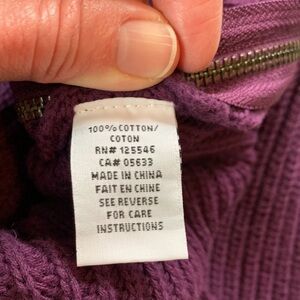 100% COTTON/
COTON
RN# 125546
CA# 05633
MADE IN CHINA
FAIT EN CHINE
SEE REVERSE
FOR CARE
INSTRUCTIONS